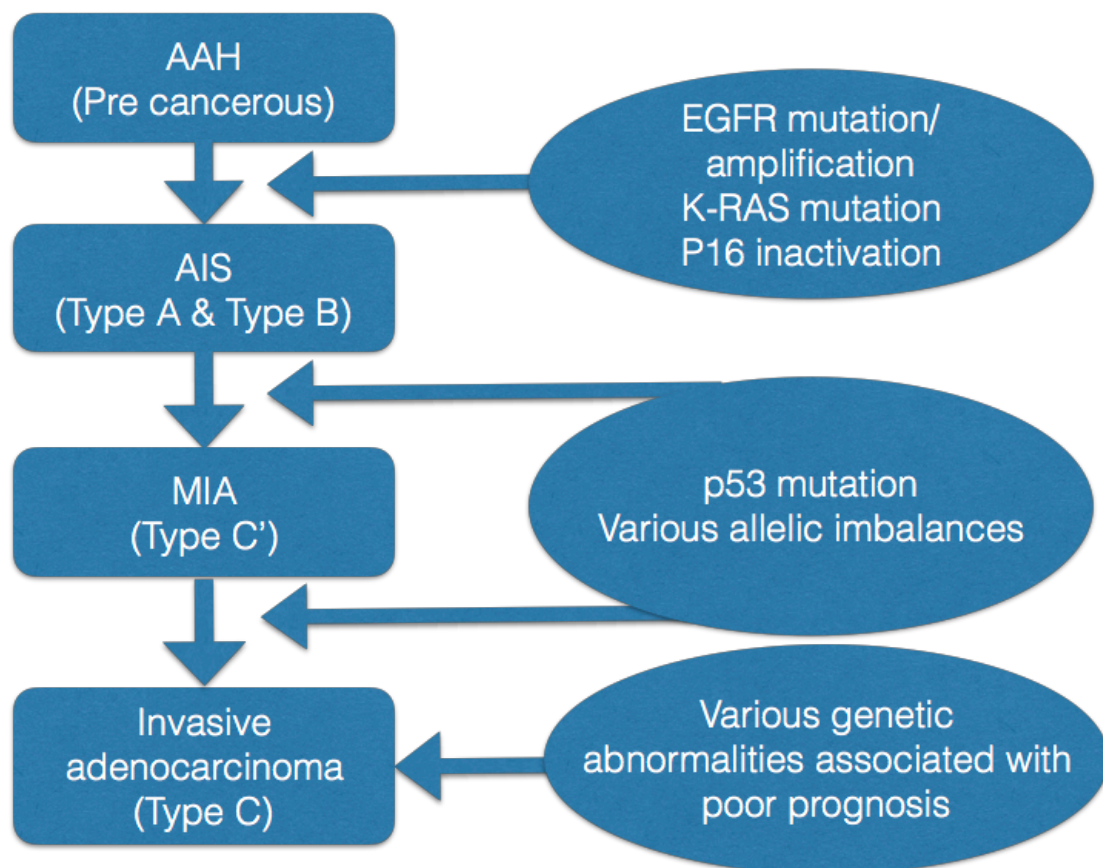 AAH
(Pre cancerous)
EGFR mutation/
amplification
K-RAS mutation
P16 inactivation
AIS
(Type A & Type B)
MIA
(Type C’)
p53 mutation
Various allelic imbalances
Invasive
adenocarcinoma
(Type C)
Various genetic
abnormalities associated with
poor prognosis